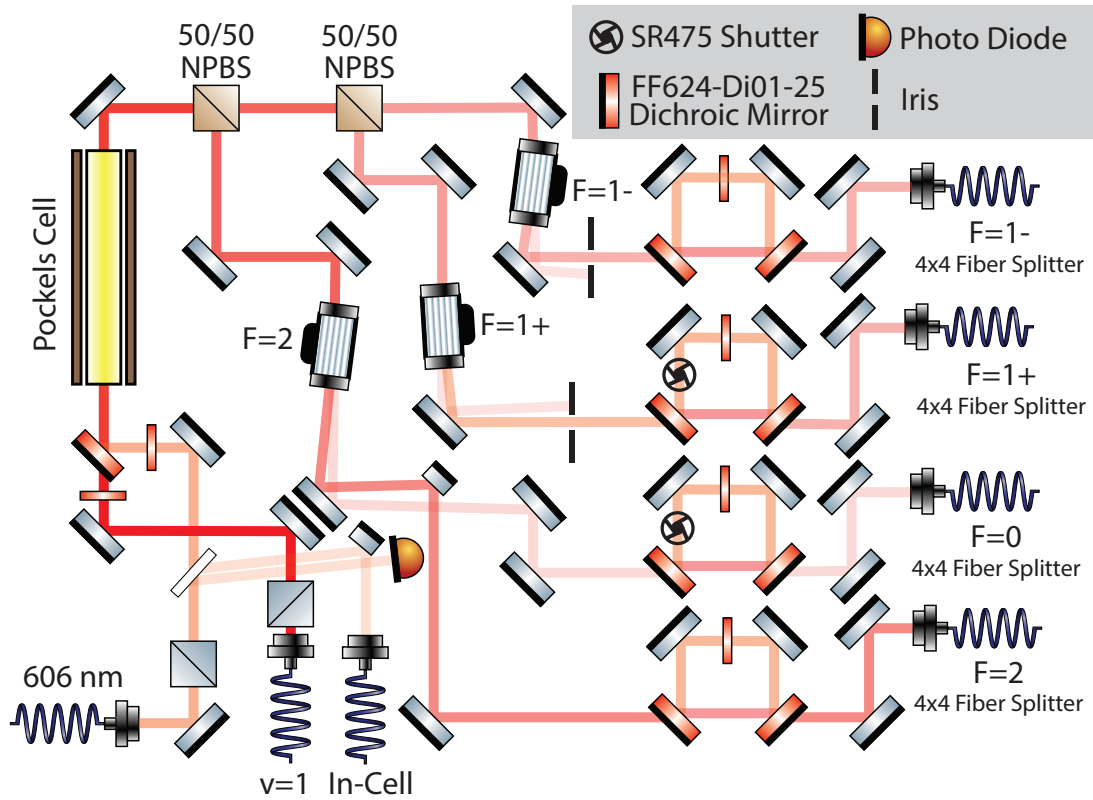 50/50
NPBS
50/50
NPBS
SR475 Shutter
Photo Diode
FF624-Di01-25
Dichroic Mirror
Iris
Pockels Cell
F=1-
F=1-
4x4 Fiber Splitter
F=2
F=1+
F=1+
4x4 Fiber Splitter
F=0
4x4 Fiber Splitter
F=2
4x4 Fiber Splitter
606 nm
v=1
In-Cell